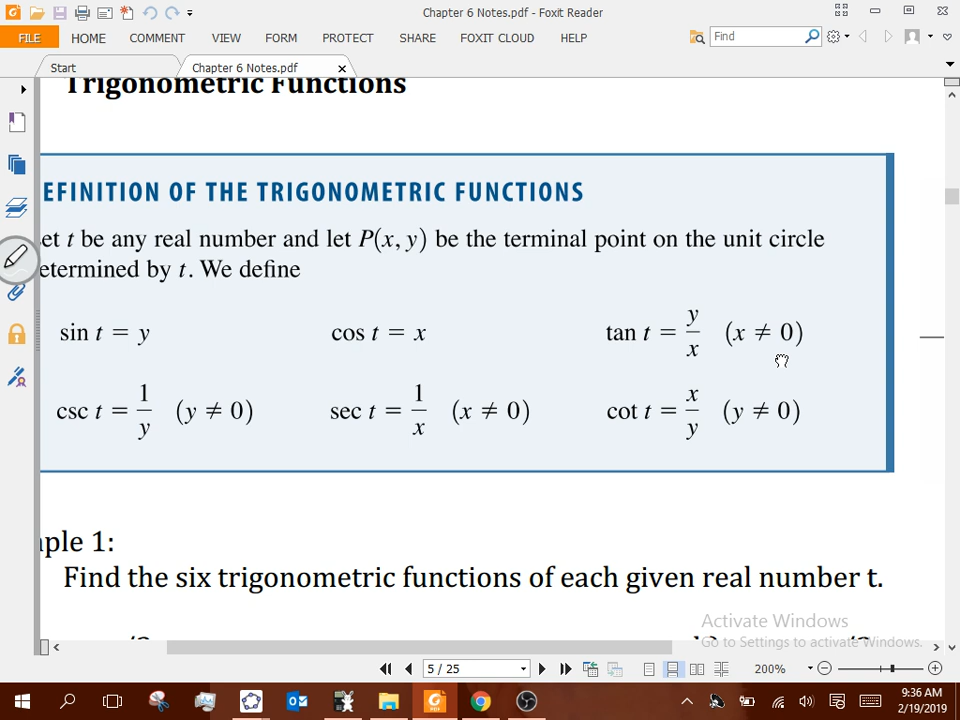 Chapter 6 Notes.pdf - Foxit Reader
FILE HOME COMMENT VIEW FORM PROTECT SHARE FOXIT CLOUD HELP Find
Start Chapter 6 Notes.pdf x
Trigonometric Functions
EFINITION OF THE TRIGONOMETRIC FUNCTIONS
et t be any real number and let P(x, y) be the terminal point on the unit circle
etermined by t. We define
sin t = y cos t = x tan t = y/x (x ≠ 0)
csc t = 1/y (y ≠ 0) sec t = 1/x (x ≠ 0) cot t = x/y (y ≠ 0)
ple 1:
Find the six trigonometric functions of each given real number t.
Activate Windows
Go to Settings to activate Windows.
5 / 25 200%
9:36 AM
2/19/2019